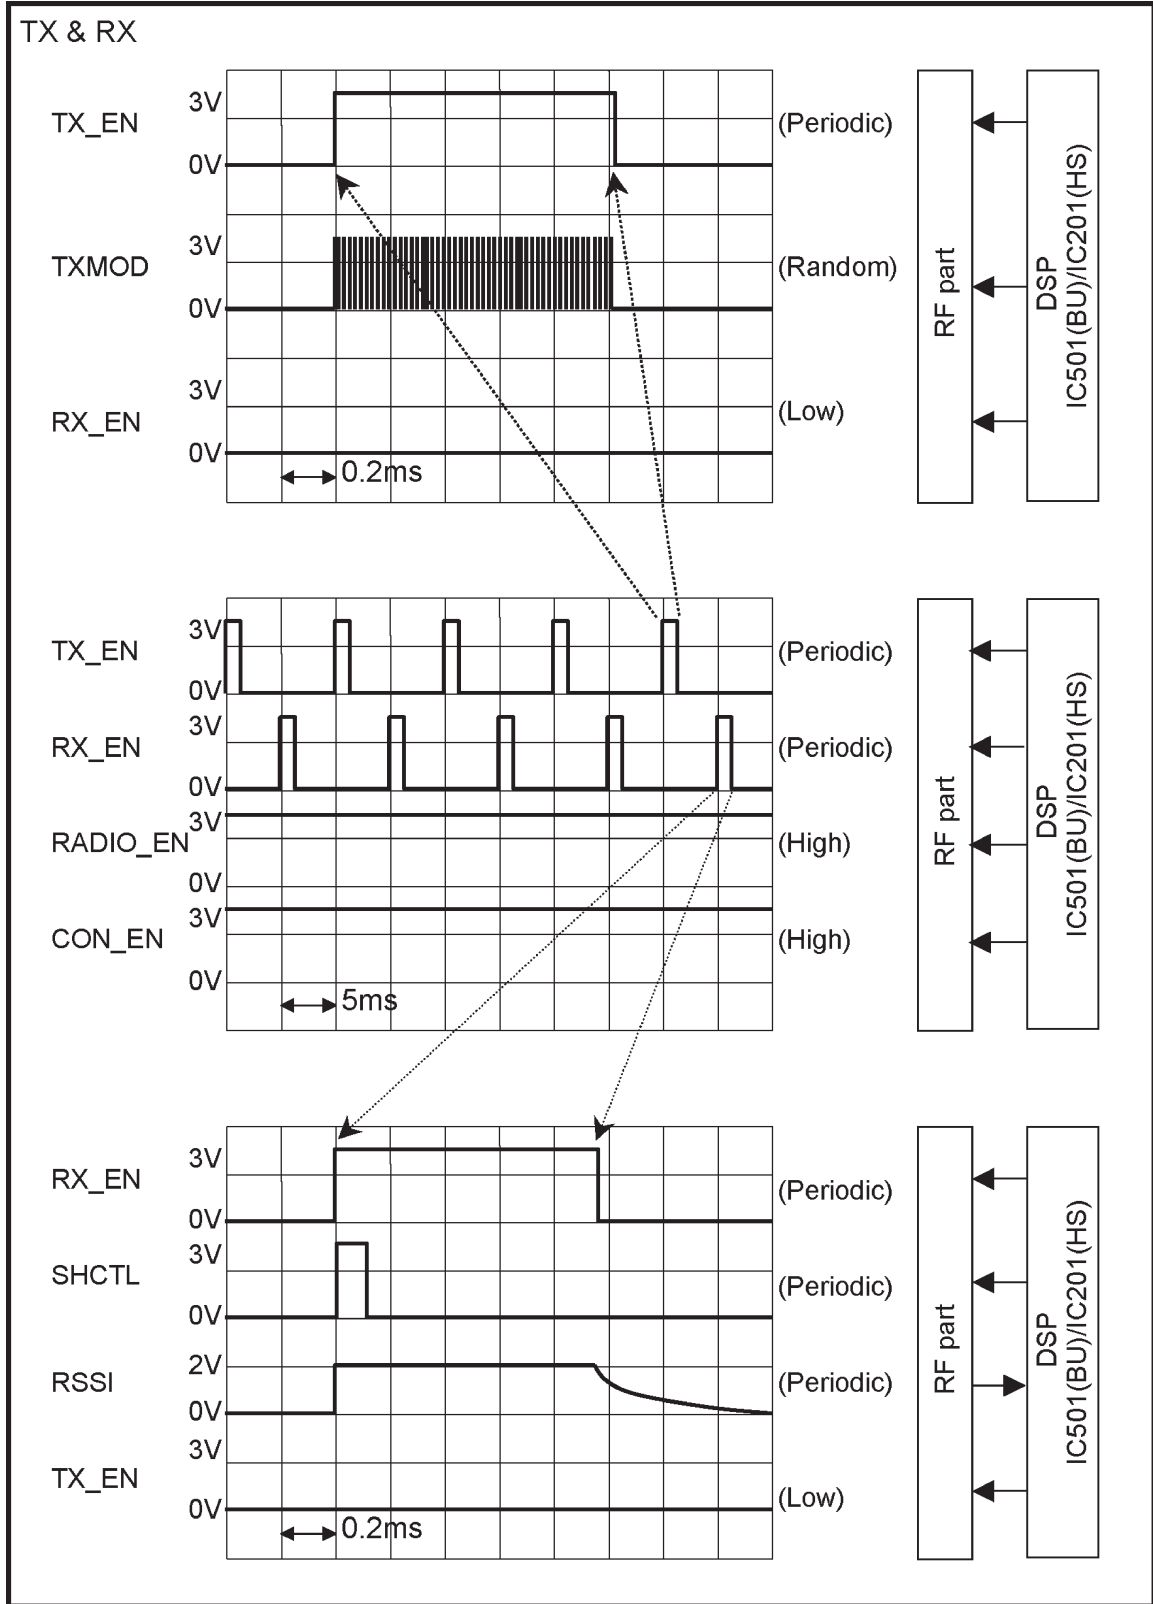 TX & RX
TX_EN
3V
0V
(Periodic)
TXMOD
3V
0V
(Random)
RX_EN
3V
0V
(Low)
0.2ms
RF part
DSP
IC501(BU)/IC201(HS)
TX_EN
3V
0V
(Periodic)
RX_EN
3V
0V
(Periodic)
RADIO_EN
3V
0V
(High)
CON_EN
3V
0V
(High)
5ms
RF part
DSP
IC501(BU)/IC201(HS)
RX_EN
3V
0V
(Periodic)
SHCTL
3V
0V
(Periodic)
RSSI
2V
0V
(Periodic)
TX_EN
3V
0V
(Low)
0.2ms
RF part
DSP
IC501(BU)/IC201(HS)